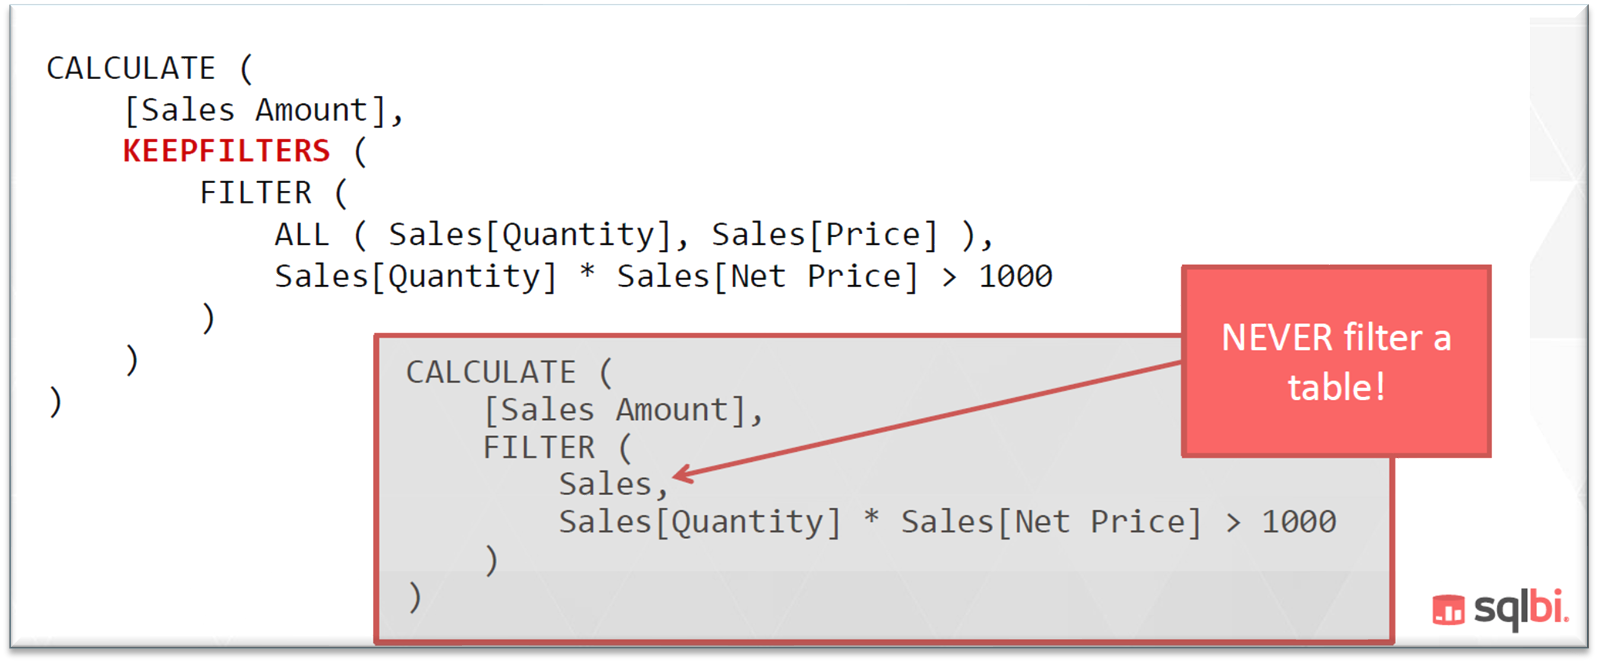 CALCULATE (
[Sales Amount],
KEEPFILTERS (
FILTER (
ALL ( Sales[Quantity], Sales[Price] ),
Sales[Quantity] * Sales[Net Price] > 1000
)
)
)
CALCULATE (
[Sales Amount],
FILTER (
Sales,
Sales[Quantity] * Sales[Net Price] > 1000
)
)
NEVER filter a
table!
sqlbi.